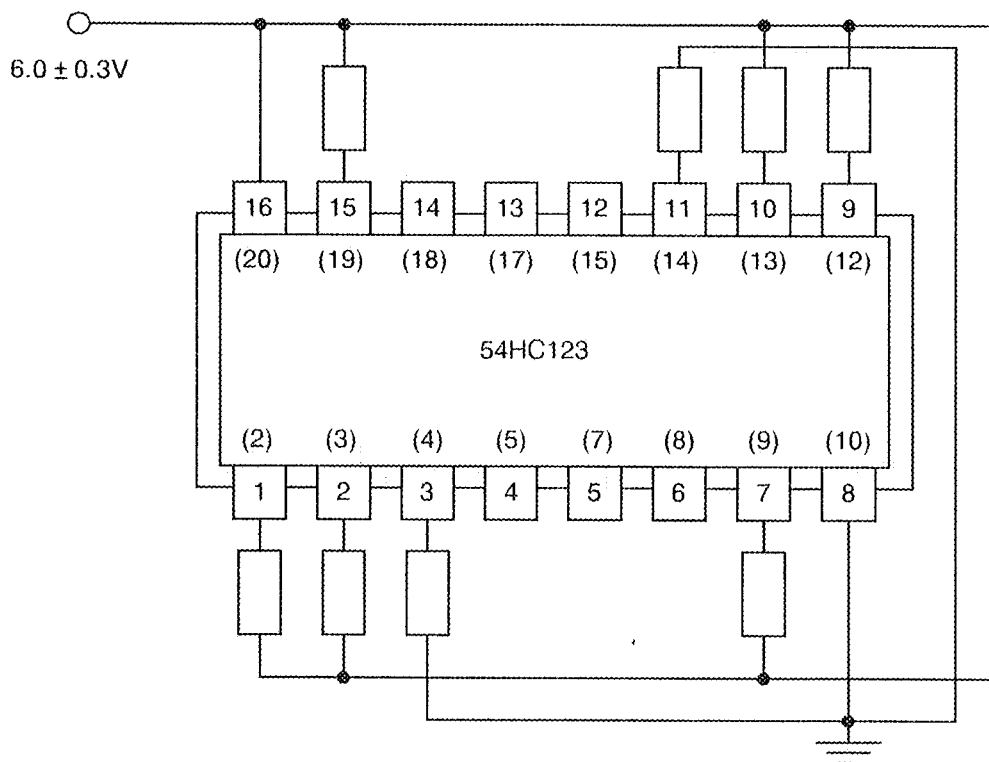 6.0 ± 0.3V
16 15 14 13 12 11 10 9
(20) (19) (18) (17) (15) (14) (13) (12)
54HC123
(2) (3) (4) (5) (7) (8) (9) (10)
1 2 3 4 5 6 7 8